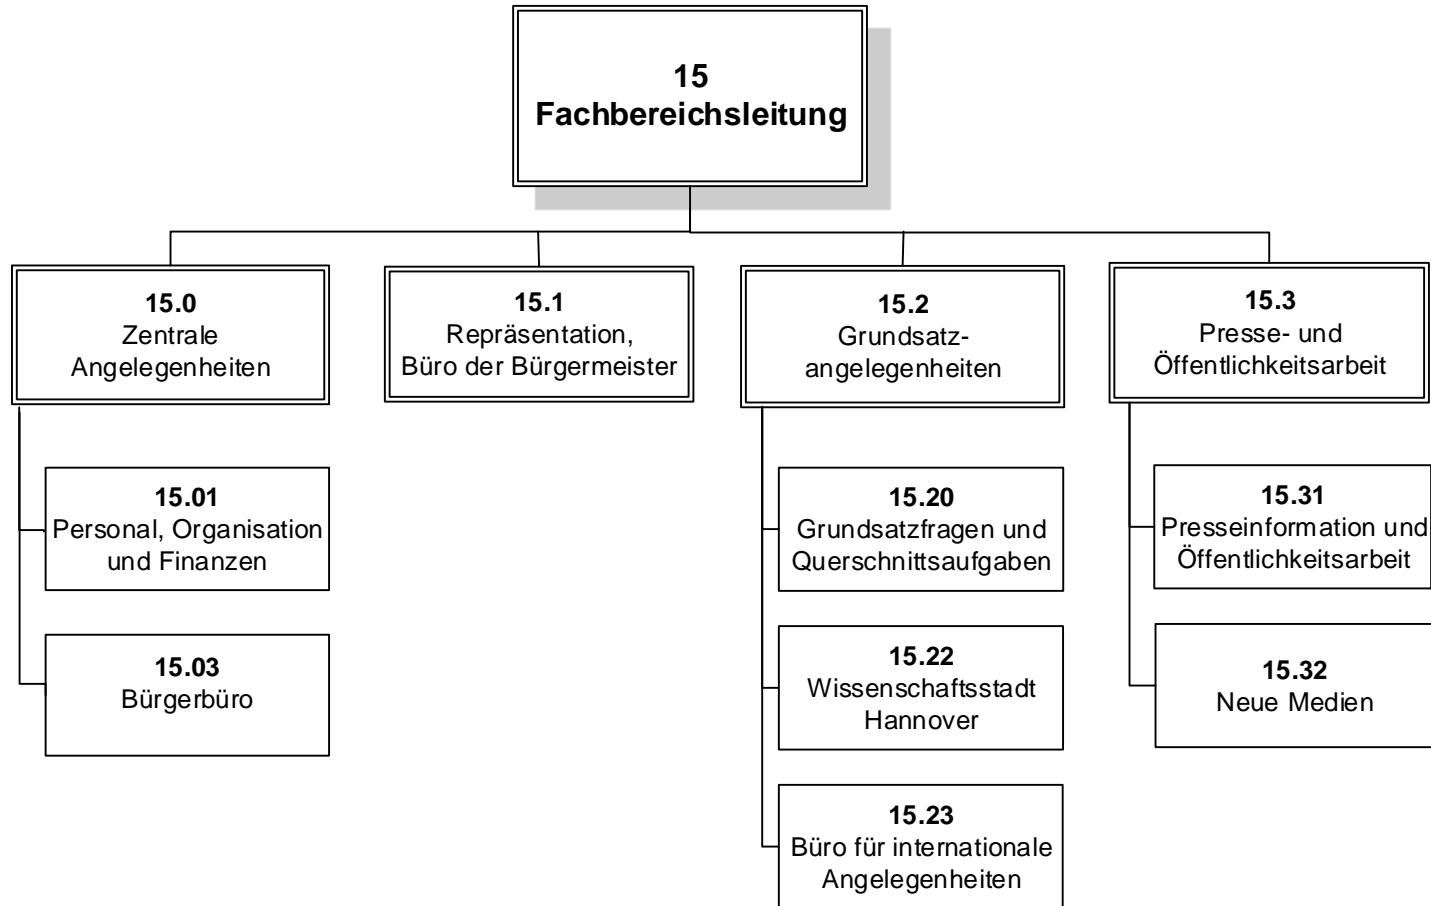 15
Fachbereichsleitung
15.0
Zentrale
Angelegenheiten
15.1
Repräsentation,
Büro der Bürgermeister
15.2
Grundsatz-
angelegenheiten
15.3
Presse- und
Öffentlichkeitsarbeit
15.01
Personal, Organisation
und Finanzen
15.03
Bürgerbüro
15.20
Grundsatzfragen und
Querschnittsaufgaben
15.22
Wissenschaftsstadt
Hannover
15.23
Büro für internationale
Angelegenheiten
15.31
Presseinformation und
Öffentlichkeitsarbeit
15.32
Neue Medien